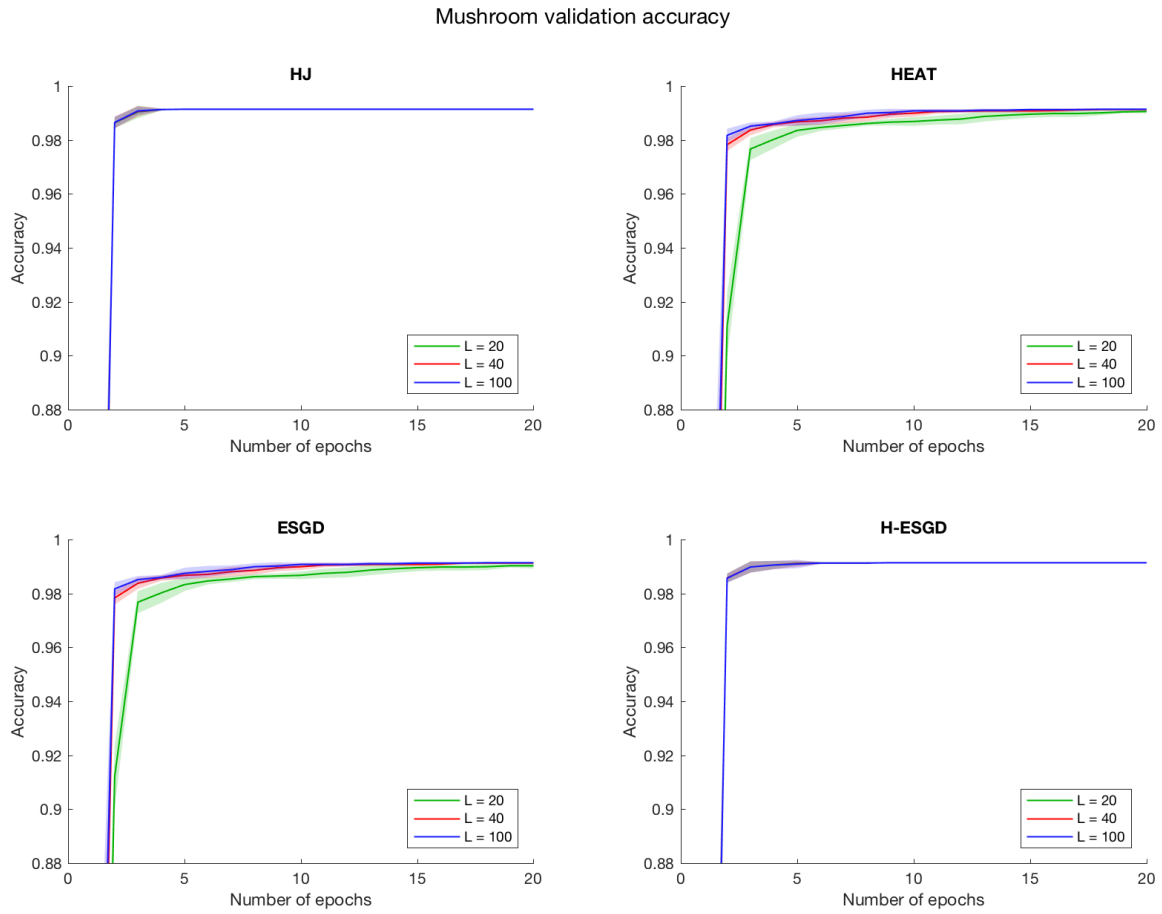 Mushroom validation accuracy
HJ
1
0.98
0.96
0.94
0.92
0.9
0.88
Accuracy
0
5
10
15
20
Number of epochs
L = 20
L = 40
L = 100
HEAT
1
0.98
0.96
0.94
0.92
0.9
0.88
Accuracy
0
5
10
15
20
Number of epochs
L = 20
L = 40
L = 100
ESGD
1
0.98
0.96
0.94
0.92
0.9
0.88
Accuracy
0
5
10
15
20
Number of epochs
L = 20
L = 40
L = 100
H-ESGD
1
0.98
0.96
0.94
0.92
0.9
0.88
Accuracy
0
5
10
15
20
Number of epochs
L = 20
L = 40
L = 100